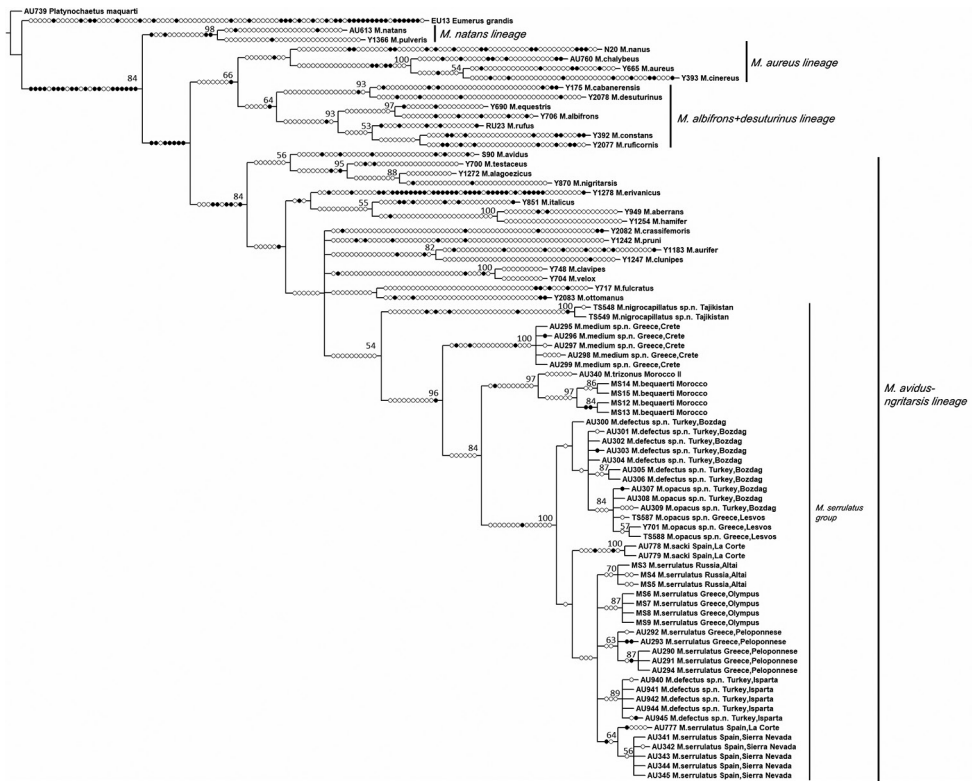 AU739 Platynochaetus maquarti
EU13 Eumerus grandis
98
AU613 M.natans
Y1366 M.pulveris
M. natans lineage
84
N20 M.nanus
100
AU760 M.chalybeus
54
Y665 M.aureus
Y393 M.cinereus
M. aureus lineage
66
93
Y175 M.cabanerensis
64
Y2078 M.desuturinus
97
Y690 M.equestris
93
Y706 M.albifrons
53
RU23 M.rufus
Y392 M.constans
Y2077 M.ruficornis
M. albifrons+desuturinus lineage
56
S90 M.avidus
95
Y700 M.testaceus
88
Y1272 M.alagoezicus
Y870 M.nigritarsis
84
Y1278 M.erivanicus
55
Y851 M.italicus
100
Y949 M.aberrans
Y1254 M.hamifer
Y2082 M.crassifemoris
Y1242 M.pruni
82
Y1183 M.aurifer
Y1247 M.clunipes
100
Y748 M.clavipes
Y704 M.velox
Y717 M.fulcratus
Y2083 M.ottomanus
100
TS548 M.nigrocapillatus sp.n. Tajikistan
TS549 M.nigrocapillatus sp.n. Tajikistan
54
AU295 M.medium sp.n. Greece,Crete
AU296 M.medium sp.n. Greece,Crete
100
AU297 M.medium sp.n. Greece,Crete
AU298 M.medium sp.n. Greece,Crete
AU299 M.medium sp.n. Greece,Crete
96
97
AU340 M.trizonus Morocco II
86
MS14 M.bequaerti Morocco
97
MS15 M.bequaerti Morocco
84
MS12 M.bequaerti Morocco
MS13 M.bequaerti Morocco
M. avidus-
ngritarsis lineage
84
AU300 M.defectus sp.n. Turkey,Bozdag
AU301 M.defectus sp.n. Turkey,Bozdag
AU302 M.defectus sp.n. Turkey,Bozdag
AU303 M.defectus sp.n. Turkey,Bozdag
AU304 M.defectus sp.n. Turkey,Bozdag
87
AU305 M.defectus sp.n. Turkey,Bozdag
AU306 M.defectus sp.n. Turkey,Bozdag
84
AU307 M.opacus sp.n. Turkey,Bozdag
AU308 M.opacus sp.n. Turkey,Bozdag
AU309 M.opacus sp.n. Turkey,Bozdag
TS587 M.opacus sp.n. Greece,Lesvos
100
57
Y701 M.opacus sp.n. Greece,Lesvos
TS588 M.opacus sp.n. Greece,Lesvos
M. serrulatus
group
100
AU778 M.sacki Spain,La Corte
AU779 M.sacki Spain,La Corte
70
MS3 M.serrulatus Russia,Altai
MS4 M.serrulatus Russia,Altai
MS5 M.serrulatus Russia,Altai
87
MS6 M.serrulatus Greece,Olympus
MS7 M.serrulatus Greece,Olympus
MS8 M.serrulatus Greece,Olympus
MS9 M.serrulatus Greece,Olympus
63
AU292 M.serrulatus Greece,Peloponnese
AU293 M.serrulatus Greece,Peloponnese
87
AU290 M.serrulatus Greece,Peloponnese
AU291 M.serrulatus Greece,Peloponnese
AU294 M.serrulatus Greece,Peloponnese
89
AU940 M.defectus sp.n. Turkey,Isparta
AU941 M.defectus sp.n. Turkey,Isparta
AU942 M.defectus sp.n. Turkey,Isparta
AU944 M.defectus sp.n. Turkey,Isparta
AU945 M.defectus sp.n. Turkey,Isparta
64
AU777 M.serrulatus Spain,La Corte
AU341 M.serrulatus Spain,Sierra Nevada
56
AU342 M.serrulatus Spain,Sierra Nevada
AU343 M.serrulatus Spain,Sierra Nevada
AU344 M.serrulatus Spain,Sierra Nevada
AU345 M.serrulatus Spain,Sierra Nevada